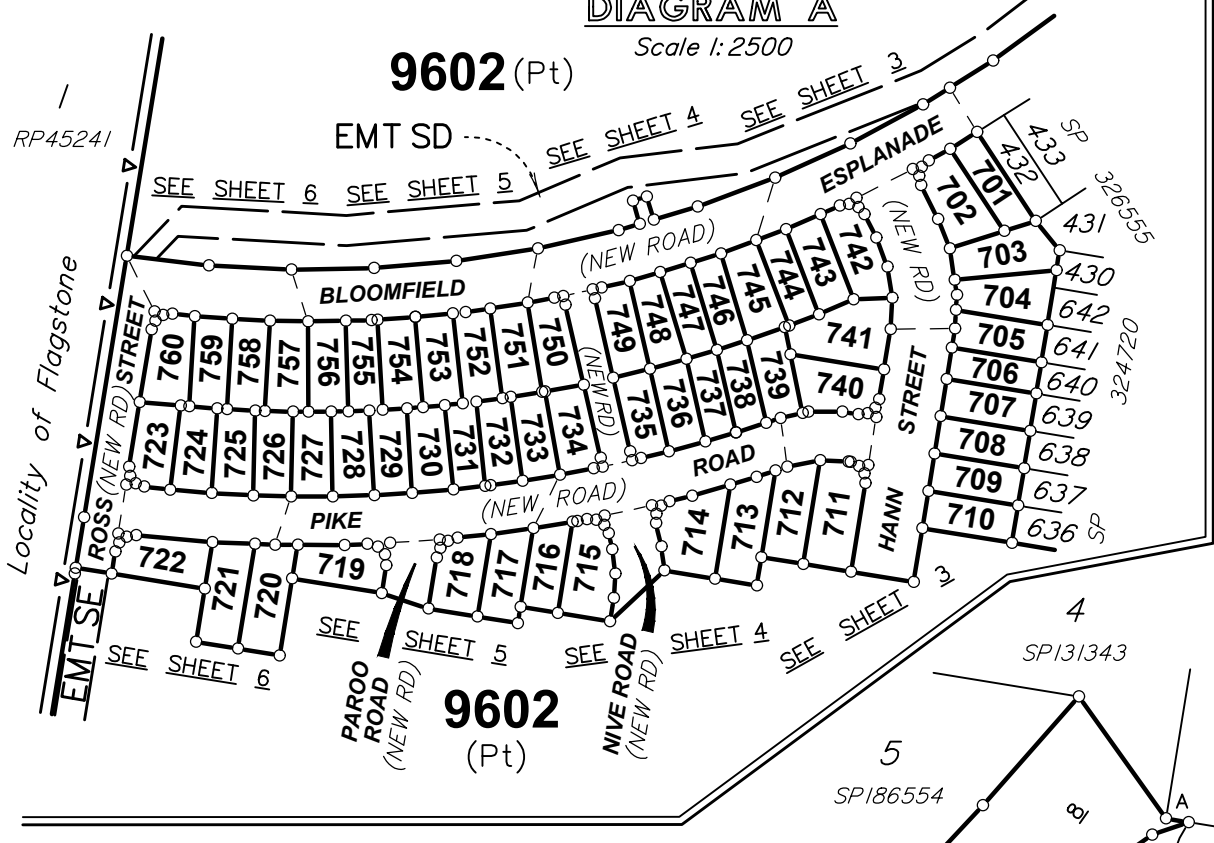 DIAGRAM A
Scale 1:2500
9602 (Pt)
1
RP45241
EMT SD
SEE SHEET 6
SEE SHEET 5
SEE SHEET 4
SEE SHEET 3
Locality of Flagstone
BLOOMFIELD
(NEW ROAD)
ESPLANADE
(NEW RD)
701
702
703
704
705
706
707
708
709
710
432
433
SP 326555
431
430
642
641
640
639
638
637
636
SP 324720
760
759
758
757
756
755
754
753
752
751
750
(NEW RD)
749
748
747
746
745
744
743
742
741
740
723
724
725
726
727
728
729
730
731
732
733
734
735
736
737
738
739
ROSS (NEW RD) STREET
PIKE
(NEW ROAD)
ROAD
HANN STREET
722
721
720
719
718
717
716
715
714
713
712
711
EMT SE
SEE SHEET 6
SEE SHEET 5
SEE SHEET 4
SEE SHEET 3
PAROO
ROAD
(NEW RD)
NIVE ROAD
(NEW RD)
9602
(Pt)
4
SP131343
5
SP186554
A